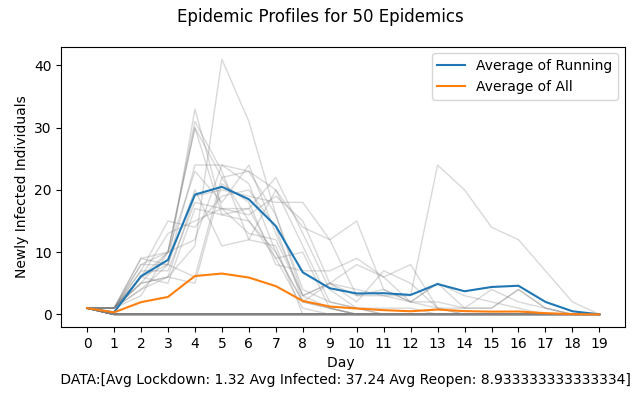 Epidemic Profiles for 50 Epidemics
Average of Running
Average of All
Newly Infected Individuals
40
30
20
10
0
0 1 2 3 4 5 6 7 8 9 10 11 12 13 14 15 16 17 18 19
Day
DATA:[Avg Lockdown: 1.32 Avg Infected: 37.24 Avg Reopen: 8.933333333333334]